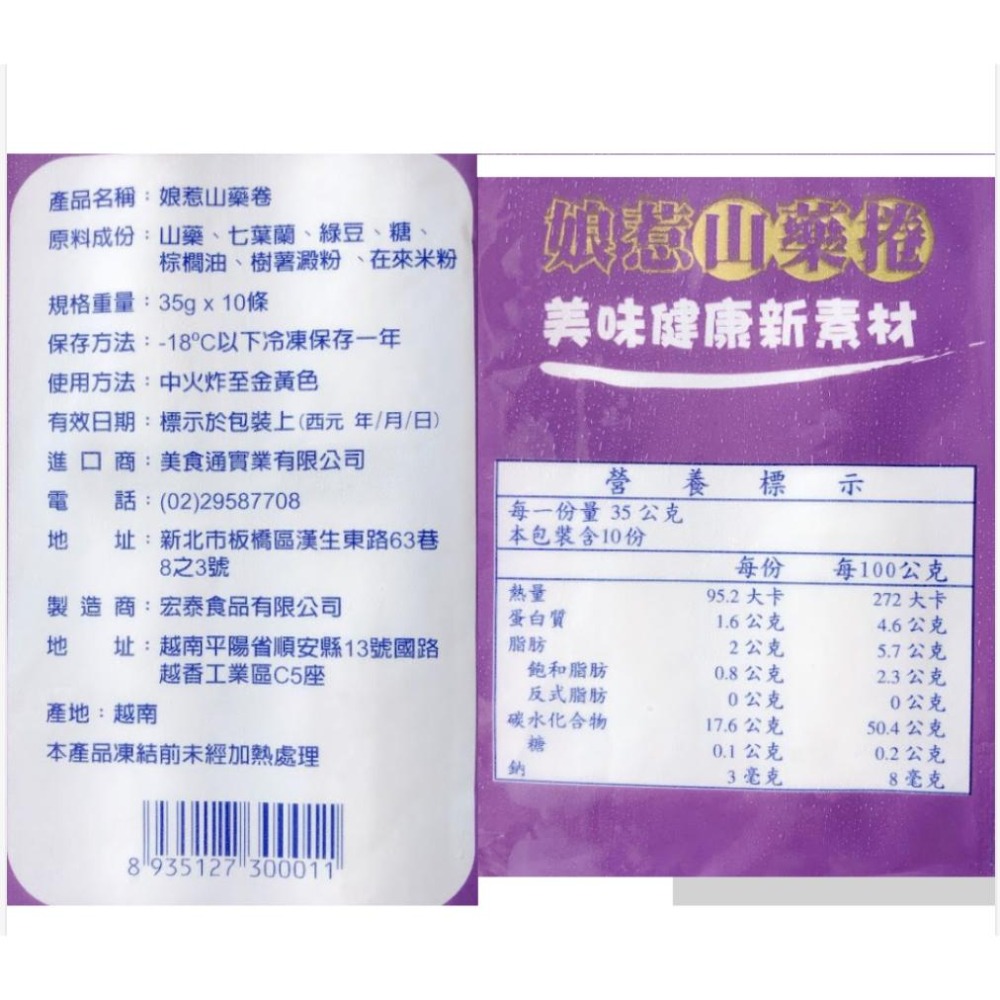 產品名稱：娘惹山藥卷
原料成份：山藥、七葉蘭、綠豆、糖、
棕櫚油、樹薯澱粉、在來米粉
規格重量：35g x 10條
保存方法：-18ºC以下冷凍保存一年
使用方法：中火炸至金黃色
有效日期：標示於包裝上(西元 年/月/日)
進口商：美食通實業有限公司
電話：(02)29587708
地址：新北市板橋區漢生東路63巷
8之3號
製造商：宏泰食品有限公司
地址：越南平陽省順安縣13號國路
越香工業區C5座
產地：越南
本產品凍結前未經加熱處理
8 935127 300011
娘惹山藥捲
美味健康新素材
營養標示
每一份量 35 公克
本包裝含10份
每份 每100公克
熱量 95.2 大卡 272 大卡
蛋白質 1.6 公克 4.6 公克
脂肪 2 公克 5.7 公克
飽和脂肪 0.8 公克 2.3 公克
反式脂肪 0 公克 0 公克
碳水化合物 17.6 公克 50.4 公克
糖 0.1 公克 0.2 公克
鈉 3 毫克 8 毫克